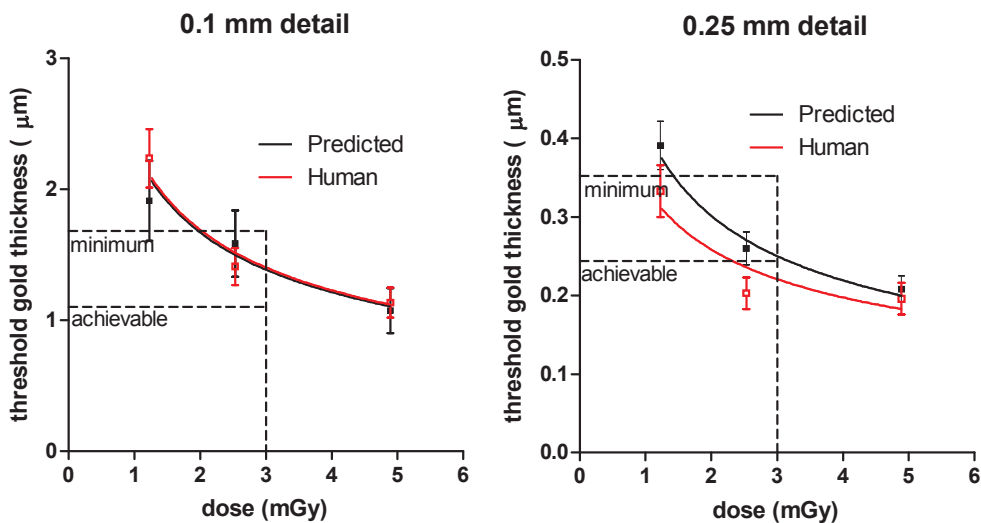 0.1 mm detail
threshold gold thickness ( μm)
3
2
1
0
Predicted
Human
minimum
achievable
0 1 2 3 4 5 6
dose (mGy)
0.25 mm detail
threshold gold thickness ( μm)
0.5
0.4
0.3
0.2
0.1
0.0
Predicted
Human
minimum
achievable
0 1 2 3 4 5 6
dose (mGy)